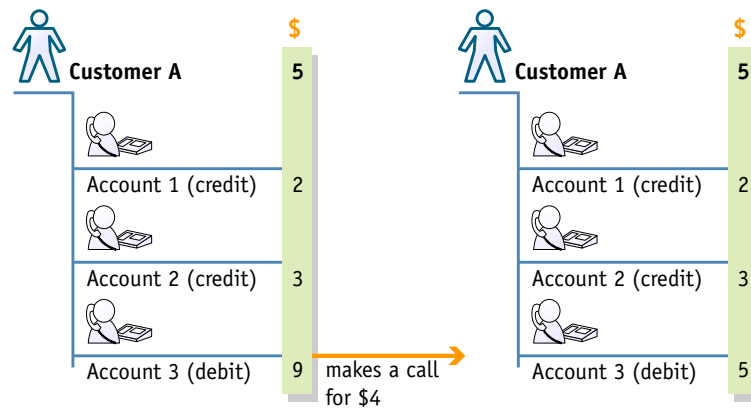 $
Customer A 5
Account 1 (credit) 2
Account 2 (credit) 3
Account 3 (debit) 9
makes a call
for $4
$
Customer A 5
Account 1 (credit) 2
Account 2 (credit) 3
Account 3 (debit) 5